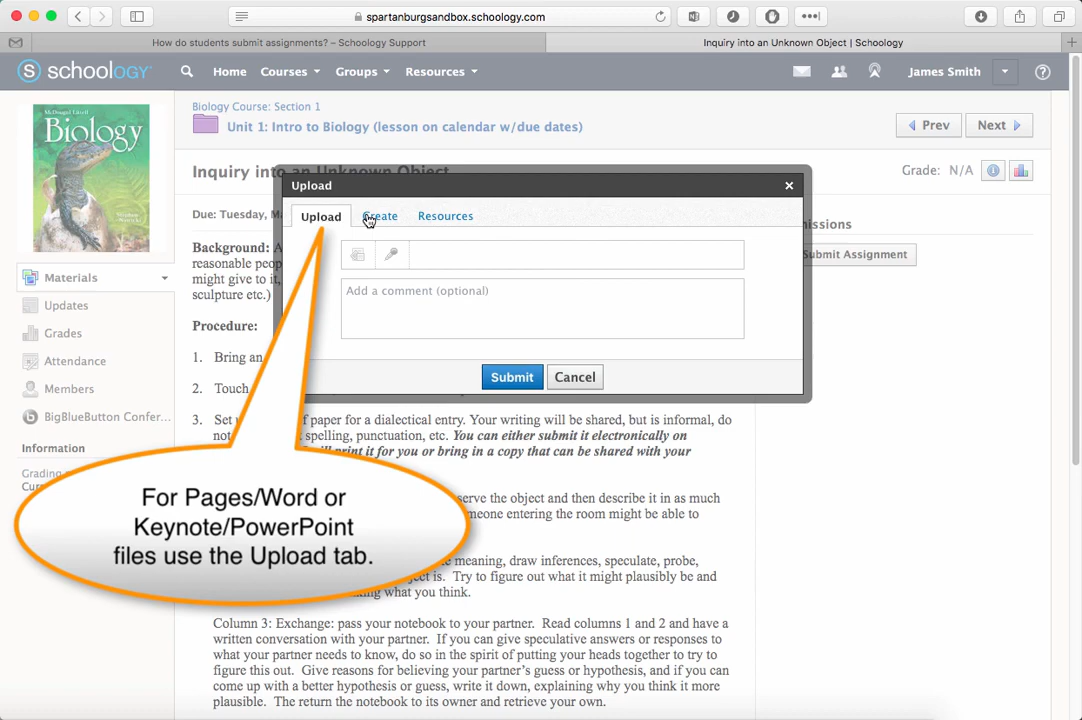 spartanburgsandbox.schoology.com
How do students submit assignments? – Schoology Support
Inquiry into an Unknown Object | Schoology
S schoology
Home
Courses
Groups
Resources
James Smith
Biology Course: Section 1
Unit 1: Intro to Biology (lesson on calendar w/due dates)
Prev
Next
McDougal Littell
Biology
Inquiry into an Unknown Object
Grade: N/A
Upload
Upload
Create
Resources
Due: Tuesday, M
missions
Submit Assignment
Background: A
reasonable peop
might give to it,
sculpture etc.)
Add a comment (optional)
Materials
Updates
Grades
Attendance
Members
BigBlueButton Confer...
Information
Grading
Procedure:
1. Bring an
2. Touch
Submit
Cancel
3. Set of paper for a dialectical entry. Your writing will be shared, but is informal, do
no spelling, punctuation, etc. You can either submit it electronically on
ill print it for you or bring in a copy that can be shared with your
serve the object and then describe it in as much
meone entering the room might be able to
For Pages/Word or
Keynote/PowerPoint
files use the Upload tab.
e meaning, draw inferences, speculate, probe,
ject is. Try to figure out what it might plausibly be and
king what you think.
Column 3: Exchange: pass your notebook to your partner. Read columns 1 and 2 and have a
written conversation with your partner. If you can give speculative answers or responses to
what your partner needs to know, do so in the spirit of putting your heads together to try to
figure this out. Give reasons for believing your partner's guess or hypothesis, and if you can
come up with a better hypothesis or guess, write it down, explaining why you think it more
plausible. The return the notebook to its owner and retrieve your own.